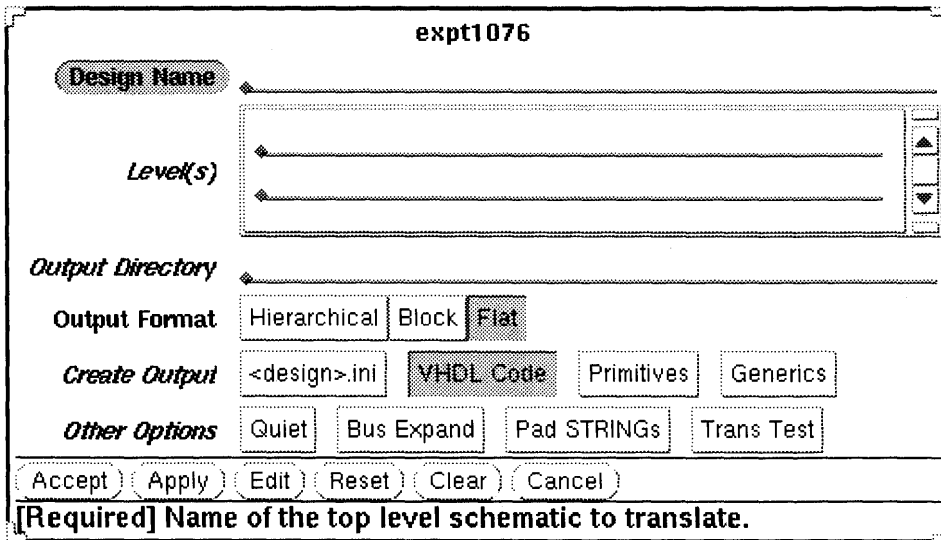 expt1076
Design Name
Level(s)
Output Directory
Output Format Hierarchical Block Flat
Create Output <design>.ini VHDL Code Primitives Generics
Other Options Quiet Bus Expand Pad STRINGs Trans Test
Accept Apply Edit Reset Clear Cancel
[Required] Name of the top level schematic to translate.